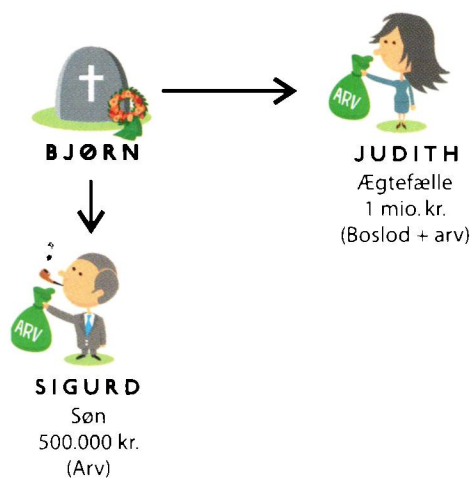 BJØRN
ARV
JUDITH
Ægtefælle
1 mio. kr.
(Boslod + arv)
ARV
SIGURD
Søn
500.000 kr.
(Arv)